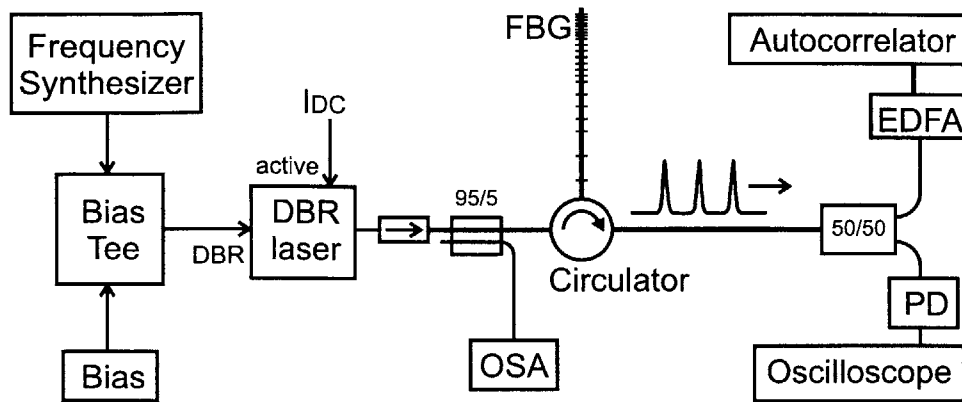 Frequency
Synthesizer
FBG
Autocorrelator
EDFA
IDC
active
Bias
Tee
DBR
DBR
laser
95/5
Circulator
50/50
PD
Bias
OSA
Oscilloscope